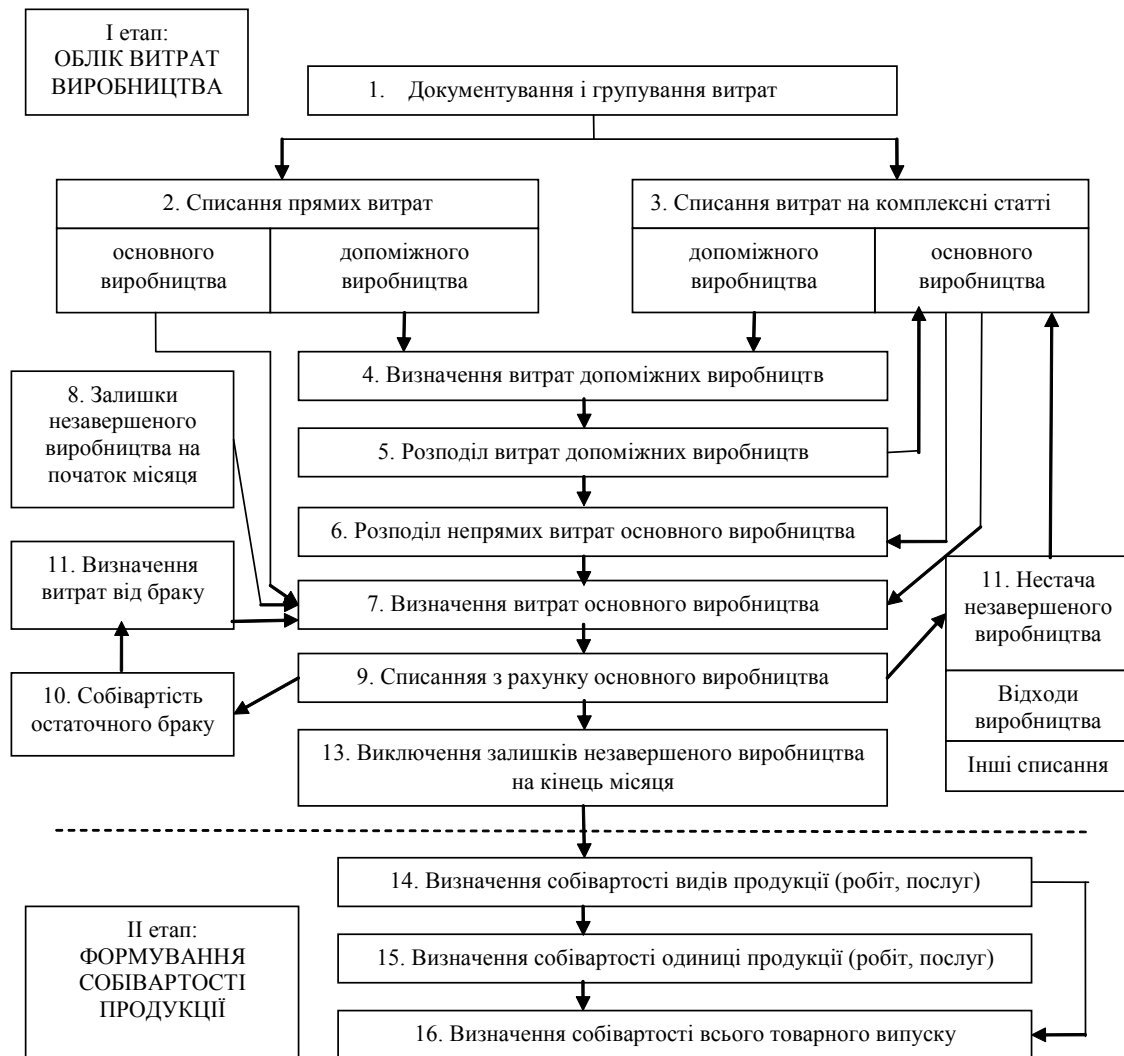 І етап:
ОБЛІК ВИТРАТ
ВИРОБНИЦТВА
1. Документування і групування витрат
2. Списання прямих витрат
основного
виробництва
допоміжного
виробництва
3. Списання витрат на комплексні статті
допоміжного
виробництва
основного
виробництва
4. Визначення витрат допоміжних виробництв
8. Залишки
незавершеного
виробництва на
початок місяця
5. Розподіл витрат допоміжних виробництв
6. Розподіл непрямих витрат основного виробництва
11. Визначення
витрат від браку
7. Визначення витрат основного виробництва
11. Нестача
незавершеного
виробництва
9. Списанняя з рахунку основного виробництва
10. Собівартість
остаточного браку
Відходи
виробництва
Інші списання
13. Виключення залишків незавершеного виробництва
на кінець місяця
14. Визначення собівартості видів продукції (робіт, послуг)
ІІ етап:
ФОРМУВАННЯ
СОБІВАРТОСТІ
ПРОДУКЦІЇ
15. Визначення собівартості одиниці продукції (робіт, послуг)
16. Визначення собівартості всього товарного випуску